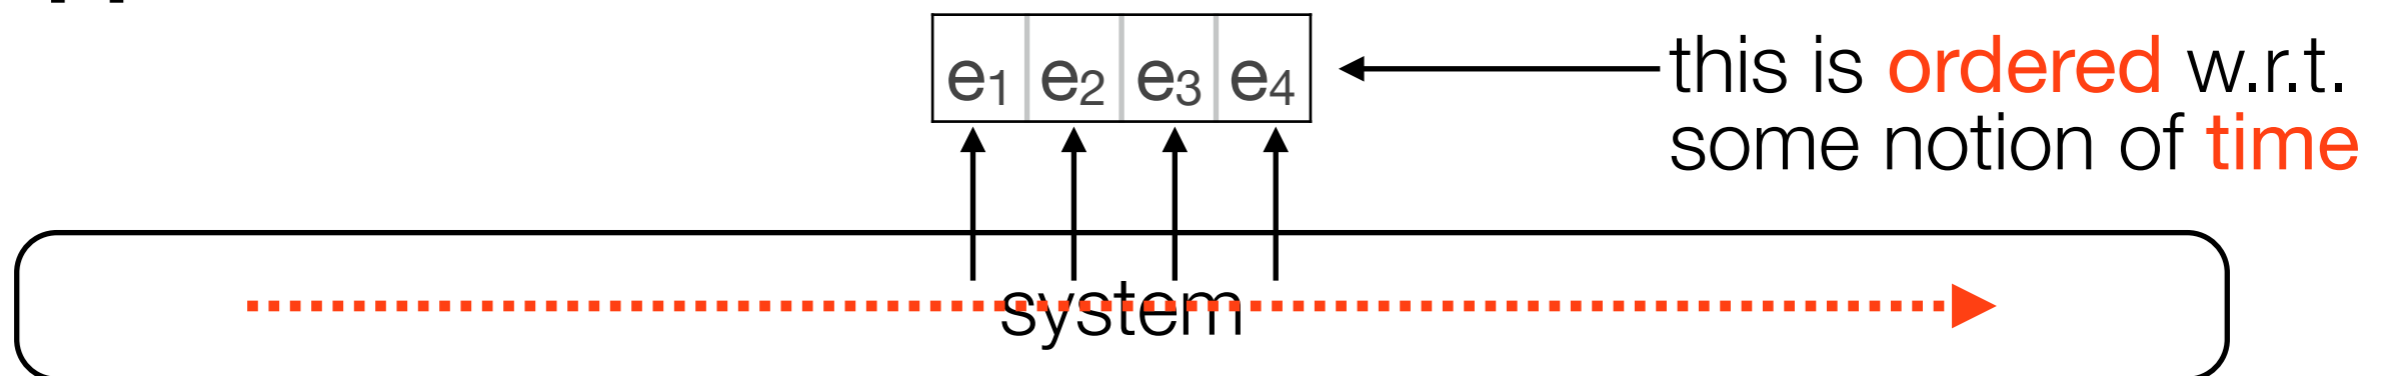 e1 e2 e3 e4
this is ordered w.r.t.
some notion of time
system